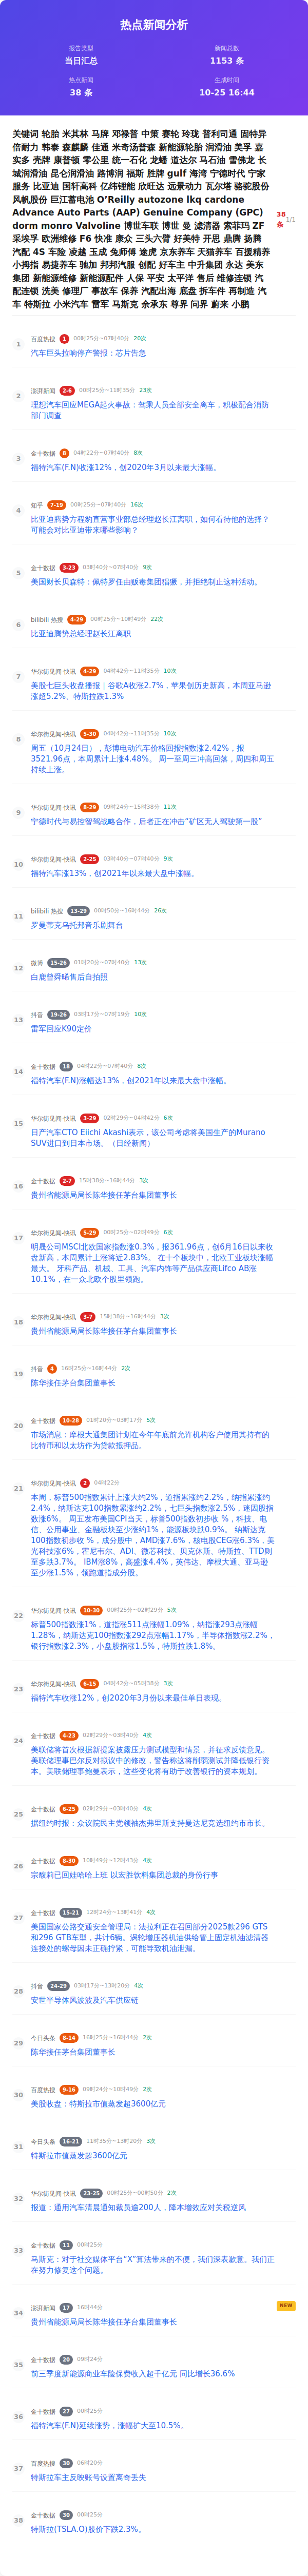 热点新闻分析
报告类型
当日汇总
新闻总数
1153 条
热点新闻
38 条
生成时间
10-25 16:44
关键词 轮胎 米其林 马牌 邓禄普 中策 赛轮 玲珑 普利司通 固特异
倍耐力 韩泰 森麒麟 佳通 米奇汤普森 新能源轮胎 润滑油 美孚 嘉
实多 壳牌 康普顿 零公里 统一石化 龙蟠 道达尔 马石油 雪佛龙 长
城润滑油 昆仑润滑油 路博润 福斯 胜牌 gulf 海湾 宁德时代 宁家
服务 比亚迪 国轩高科 亿纬锂能 欣旺达 远景动力 瓦尔塔 骆驼股份
风帆股份 巨江蓄电池 O’Reilly autozone lkq cardone
Advance Auto Parts (AAP) Genuine Company (GPC)
dorm monro Valvoline 博世车联 博世 曼 滤清器 索菲玛 ZF
采埃孚 欧洲维修 F6 快准 康众 三头六臂 好美特 开思 鼎膺 扬腾
汽配 4S 车险 凌越 玉成 兔师傅 途虎 京东养车 天猫养车 百援精养
小拇指 易捷养车 驰加 邦邦汽服 创配 好车主 中升集团 永达 美东
集团 新能源维修 新能源配件 人保 平安 太平洋 售后 维修连锁 汽
配连锁 洗美 修理厂 事故车 保养 汽配出海 底盘 拆车件 再制造 汽
车 特斯拉 小米汽车 雷军 马斯克 余承东 尊界 问界 蔚来 小鹏
38
条
1/1
1
百度热搜 1 00时25分~07时40分 20次
汽车巨头拉响停产警报：芯片告急
2
澎湃新闻 2-6 00时25分~11时35分 23次
理想汽车回应MEGA起火事故：驾乘人员全部安全离车，积极配合消防
部门调查
3
金十数据 8 04时22分~07时40分 8次
福特汽车(F.N)收涨12%，创2020年3月以来最大涨幅。
4
知乎 7-19 00时25分~07时40分 16次
比亚迪腾势方程豹直营事业部总经理赵长江离职，如何看待他的选择？
可能会对比亚迪带来哪些影响？
5
金十数据 3-23 03时40分~07时40分 9次
美国财长贝森特：佩特罗任由贩毒集团猖獗，并拒绝制止这种活动。
6
bilibili 热搜 4-29 00时25分~10时49分 22次
比亚迪腾势总经理赵长江离职
7
华尔街见闻-快讯 4-29 04时42分~11时35分 10次
美股七巨头收盘播报｜谷歌A收涨2.7%，苹果创历史新高，本周亚马逊
涨超5.2%、特斯拉跌1.3%
8
华尔街见闻-快讯 5-30 04时42分~11时35分 10次
周五（10月24日），彭博电动汽车价格回报指数涨2.42%，报
3521.96点，本周累计上涨4.48%。 周一至周三冲高回落，周四和周五
持续上涨。
9
华尔街见闻-快讯 8-29 09时24分~15时38分 11次
宁德时代与易控智驾战略合作，后者正在冲击“矿区无人驾驶第一股”
10
华尔街见闻-快讯 2-25 03时40分~07时40分 9次
福特汽车涨13%，创2021年以来最大盘中涨幅。
11
bilibili 热搜 13-29 00时50分~16时44分 26次
罗曼蒂克乌托邦音乐剧舞台
12
微博 15-26 01时20分~07时40分 13次
白鹿曾舜晞售后自拍照
13
抖音 19-26 03时17分~07时19分 10次
雷军回应K90定价
14
金十数据 18 04时22分~07时40分 8次
福特汽车(F.N)涨幅达13%，创2021年以来最大盘中涨幅。
15
华尔街见闻-快讯 3-29 02时29分~04时42分 6次
日产汽车CTO Eiichi Akashi表示，该公司考虑将美国生产的Murano
SUV进口到日本市场。（日经新闻）
16
金十数据 2-7 15时38分~16时44分 3次
贵州省能源局局长陈华接任茅台集团董事长
17
华尔街见闻-快讯 5-29 00时25分~02时49分 6次
明晟公司MSCI北欧国家指数涨0.3%，报361.96点，创6月16日以来收
盘新高，本周累计上涨将近2.83%。 在十个板块中，北欧工业板块涨幅
最大。 牙科产品、机械、工具、汽车内饰等产品供应商Lifco AB涨
10.1%，在一众北欧个股里领跑。
18
华尔街见闻-快讯 3-7 15时38分~16时44分 3次
贵州省能源局局长陈华接任茅台集团董事长
19
抖音 4 16时25分~16时44分 2次
陈华接任茅台集团董事长
20
金十数据 10-28 01时20分~03时17分 5次
市场消息：摩根大通集团计划在今年年底前允许机构客户使用其持有的
比特币和以太坊作为贷款抵押品。
21
华尔街见闻-快讯 2 04时22分
本周，标普500指数累计上涨大约2%，道指累涨约2.2%，纳指累涨约
2.4%，纳斯达克100指数累涨约2.2%，七巨头指数涨2.5%，迷因股指
数涨6%。 周五发布美国CPI当天，标普500指数初步收 %，科技、电
信、公用事业、金融板块至少涨约1%，能源板块跌0.9%。 纳斯达克
100指数初步收 %，成分股中，AMD涨7.6%，核电股CEG涨6.3%，美
光科技涨6%，霍尼韦尔、ADI、微芯科技、贝克休斯、特斯拉、TTD则
至多跌3.7%。 IBM涨8%，高盛涨4.4%，英伟达、摩根大通、亚马逊
至少涨1.5%，领跑道指成分股。
22
华尔街见闻-快讯 10-30 00时25分~02时29分 5次
标普500指数涨1%，道指涨511点涨幅1.09%，纳指涨293点涨幅
1.28%，纳斯达克100指数涨292点涨幅1.17%，半导体指数涨2.2%，
银行指数涨2.3%，小盘股指涨1.5%，特斯拉跌1.8%。
23
华尔街见闻-快讯 6-15 04时42分~05时38分 3次
福特汽车收涨12%，创2020年3月份以来最佳单日表现。
24
金十数据 4-23 02时29分~03时40分 4次
美联储将首次根据新提案披露压力测试模型和情景，并征求反馈意见。
美联储理事巴尔反对拟议中的修改，警告称这将削弱测试并降低银行资
本。美联储理事鲍曼表示，这些变化将有助于改善银行的资本规划。
25
金十数据 6-25 02时29分~03时40分 4次
据纽约时报：众议院民主党领袖杰弗里斯支持曼达尼竞选纽约市市长。
26
金十数据 8-30 10时49分~12时43分 4次
宗馥莉已回娃哈哈上班 以宏胜饮料集团总裁的身份行事
27
金十数据 15-21 12时24分~13时41分 4次
美国国家公路交通安全管理局：法拉利正在召回部分2025款296 GTS
和296 GTB车型，共计6辆。涡轮增压器机油供给管上固定机油滤清器
连接处的螺母因未正确拧紧，可能导致机油泄漏。
28
抖音 24-29 03时17分~13时20分 4次
安世半导体风波波及汽车供应链
29
今日头条 8-14 16时25分~16时44分 2次
陈华接任茅台集团董事长
30
百度热搜 9-16 09时24分~10时49分 2次
美股收盘：特斯拉市值蒸发超3600亿元
31
今日头条 16-21 11时35分~13时20分 3次
特斯拉市值蒸发超3600亿元
32
华尔街见闻-快讯 23-25 00时25分~00时50分 2次
报道：通用汽车清晨通知裁员逾200人，降本增效应对关税逆风
33
金十数据 11 00时25分
马斯克：对于社交媒体平台“X”算法带来的不便，我们深表歉意。我们正
在努力修复这个问题。
34
澎湃新闻 17 16时44分
NEW
贵州省能源局局长陈华接任茅台集团董事长
35
金十数据 20 09时24分
前三季度新能源商业车险保费收入超千亿元 同比增长36.6%
36
金十数据 27 00时25分
福特汽车(F.N)延续涨势，涨幅扩大至10.5%。
37
百度热搜 30 06时20分
特斯拉车主反映账号设置离奇丢失
38
金十数据 30 00时25分
特斯拉(TSLA.O)股价下跌2.3%。